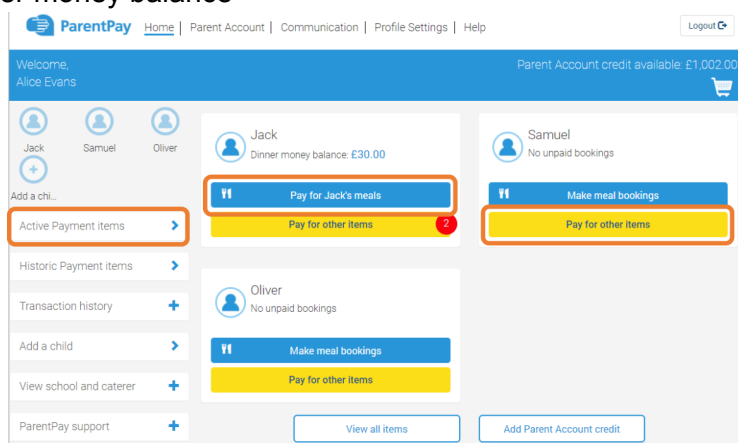 er money balance
ParentPay Home | Parent Account | Communication | Profile Settings | Help Logout
Welcome,
Alice Evans
Parent Account credit available: £1,002.00
Jack Samuel Oliver
Add a chi...
Active Payment items
Historic Payment items
Transaction history
Add a child
View school and caterer
ParentPay support
Jack
Dinner money balance: £30.00
Pay for Jack's meals
Pay for other items 2
Samuel
No unpaid bookings
Make meal bookings
Pay for other items
Oliver
No unpaid bookings
Make meal bookings
Pay for other items
View all items
Add Parent Account credit